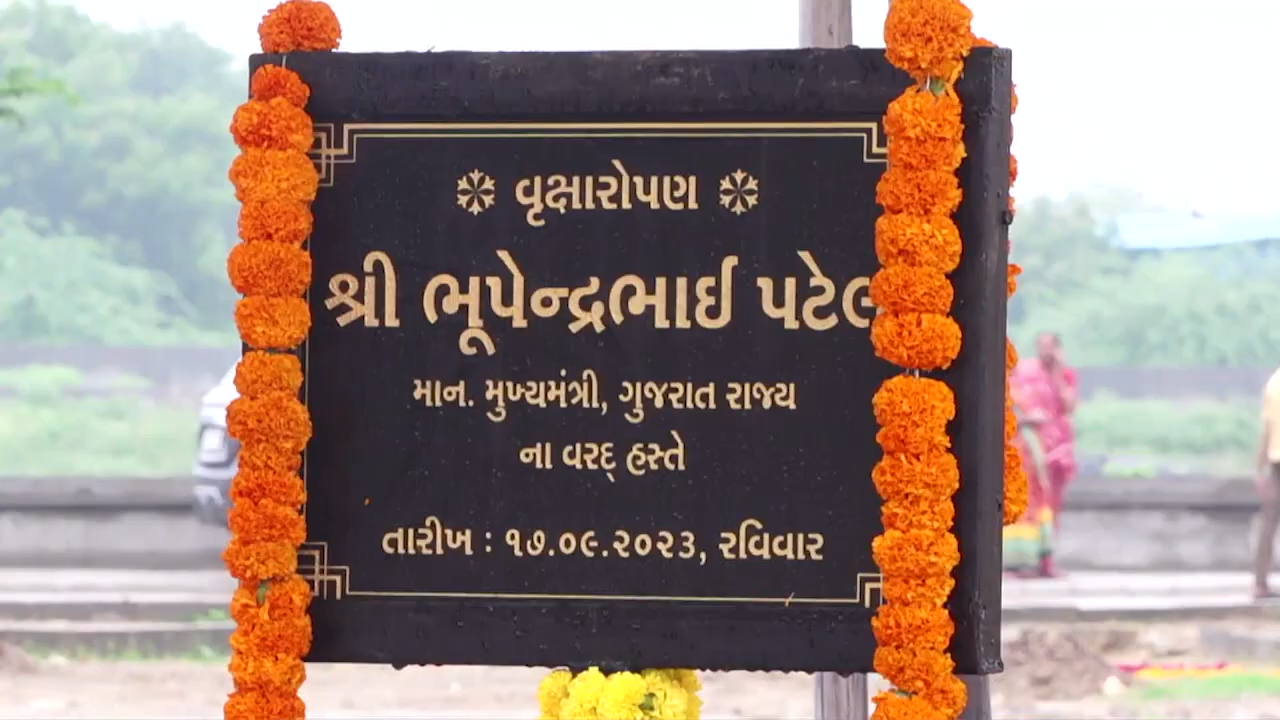 વૃક્ષારોપણ
શ્રી ભૂપેન્દ્રભાઈ પટેલ
માન. મુખ્યમંત્રી, ગુજરાત રાજ્ય
ના વરદ્ હસ્તે
તારીખ : ૧૭.૦૯.૨૦૨૩, રવિવાર